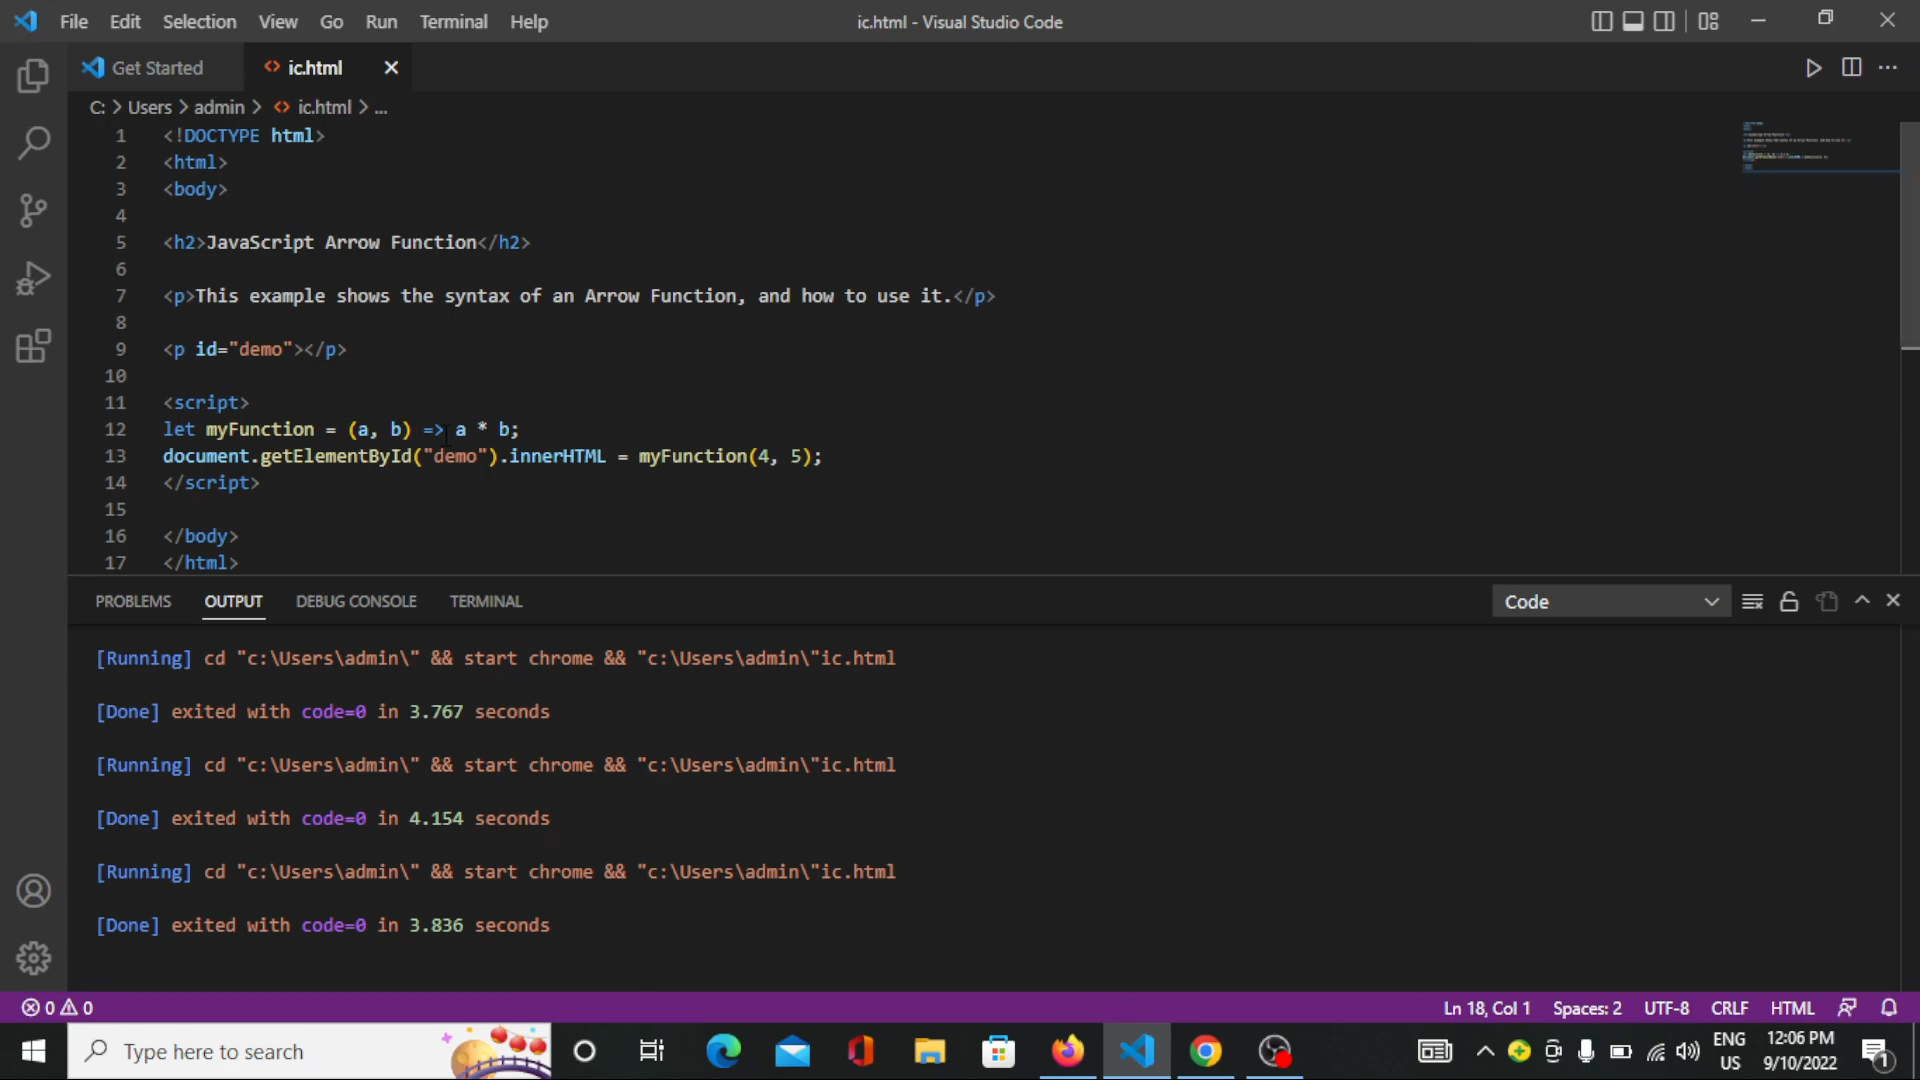 File Edit Selection View Go Run Terminal Help
ic.html - Visual Studio Code
Get Started
ic.html
C: > Users > admin > <> ic.html > ...
1 <!DOCTYPE html>
2 <html>
3 <body>
4
5 <h2>JavaScript Arrow Function</h2>
6
7 <p>This example shows the syntax of an Arrow Function, and how to use it.</p>
8
9 <p id="demo"></p>
10
11 <script>
12 let myFunction = (a, b) => a * b;
13 document.getElementById("demo").innerHTML = myFunction(4, 5);
14 </script>
15
16 </body>
17 </html>
PROBLEMS OUTPUT DEBUG CONSOLE TERMINAL
Code
[Running] cd "c:\Users\admin\" && start chrome && "c:\Users\admin\"ic.html
[Done] exited with code=0 in 3.767 seconds
[Running] cd "c:\Users\admin\" && start chrome && "c:\Users\admin\"ic.html
[Done] exited with code=0 in 4.154 seconds
[Running] cd "c:\Users\admin\" && start chrome && "c:\Users\admin\"ic.html
[Done] exited with code=0 in 3.836 seconds
0 0
Ln 18, Col 1 Spaces: 2 UTF-8 CRLF HTML
Type here to search
ENG
US
12:06 PM
9/10/2022
1